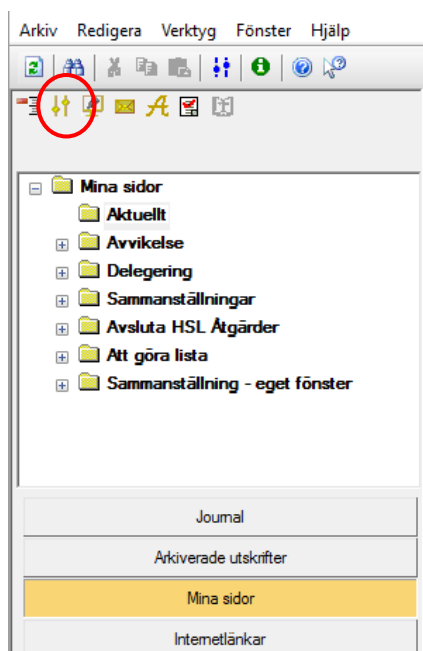 Arkiv Redigera Verktyg Fönster Hjälp
Mina sidor
Aktuellt
Avvikelse
Delegering
Sammanställningar
Avsluta HSL Åtgärder
Att göra lista
Sammanställning - eget fönster
Journal
Arkiverade utskrifter
Mina sidor
Internetlänkar